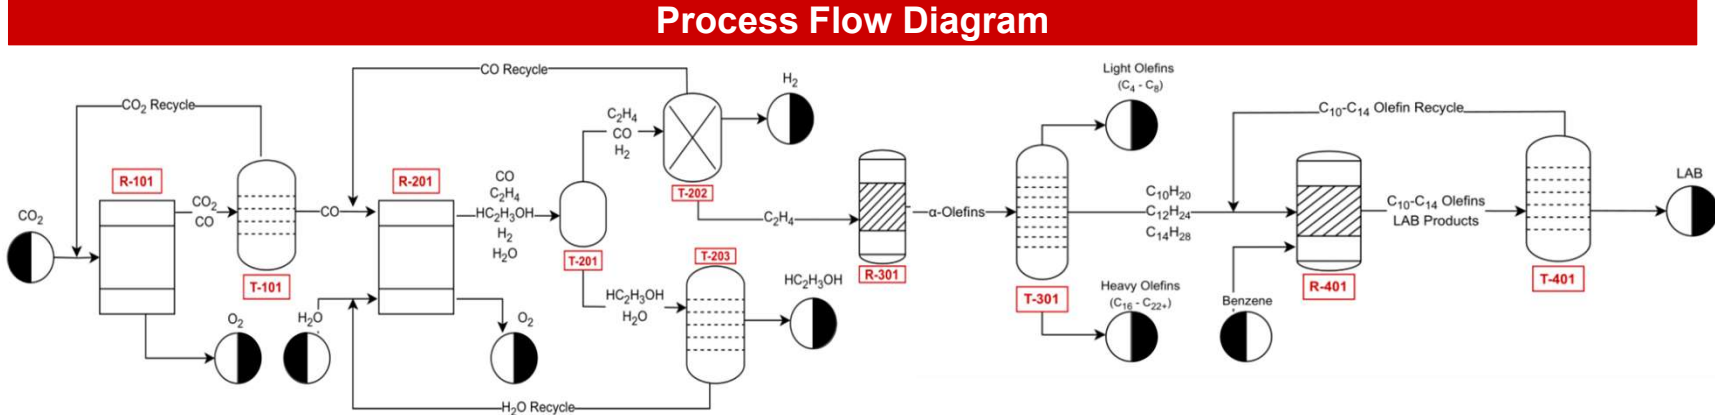 Process Flow Diagram
CO₂ Recycle
R-101
CO₂
CO₂
CO
T-101
O₂
CO
CO Recycle
R-201
H₂O
O₂
CO
C₂H₄
HC₂H₃OH
H₂
H₂O
T-201
C₂H₄
CO
H₂
T-202
H₂
C₂H₄
HC₂H₃OH
H₂O
T-203
HC₂H₃OH
H₂O Recycle
R-301
α-Olefins
Light Olefins
(C₄ - C₈)
T-301
Heavy Olefins
(C₁₆ - C₂₂₊)
C₁₀H₂₀
C₁₂H₂₄
C₁₄H₂₈
C₁₀-C₁₄ Olefin Recycle
Benzene
R-401
C₁₀-C₁₄ Olefins
LAB Products
T-401
LAB